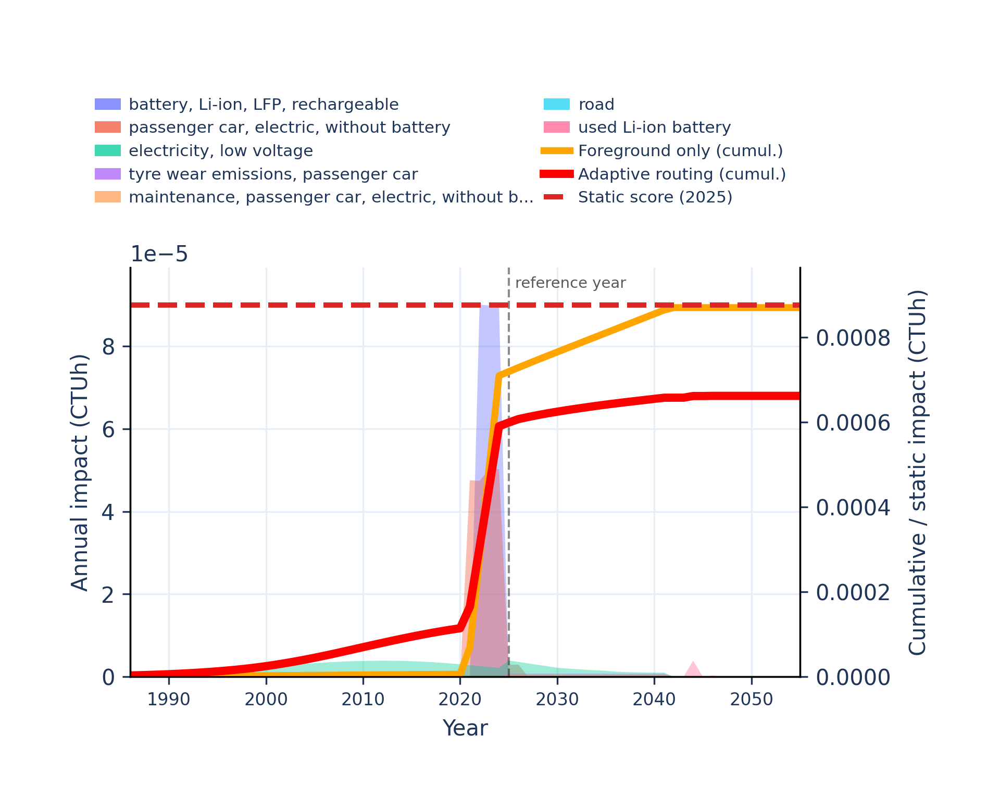 battery, Li-ion, LFP, rechargeable
passenger car, electric, without battery
electricity, low voltage
tyre wear emissions, passenger car
maintenance, passenger car, electric, without b...
road
used Li-ion battery
Foreground only (cumul.)
Adaptive routing (cumul.)
Static score (2025)
1e−5
reference year
Annual impact (CTUh)
8
6
4
2
0
0.0008
0.0006
0.0004
0.0002
0.0000
Cumulative / static impact (CTUh)
1990 2000 2010 2020 2030 2040 2050
Year